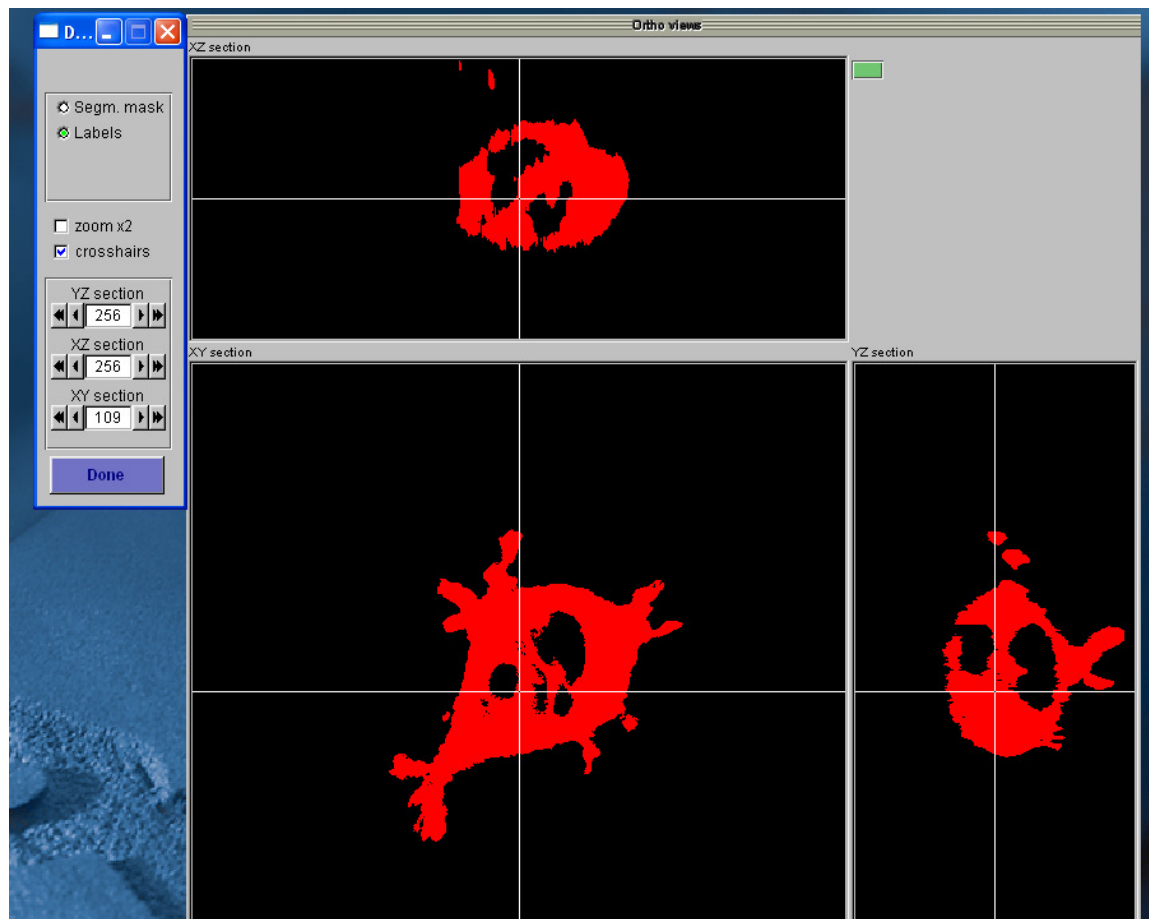 D...
Segm. mask
Labels
zoom x2
crosshairs
YZ section
256
XZ section
256
XY section
109
Done
Ortho views
XZ section
XY section
YZ section